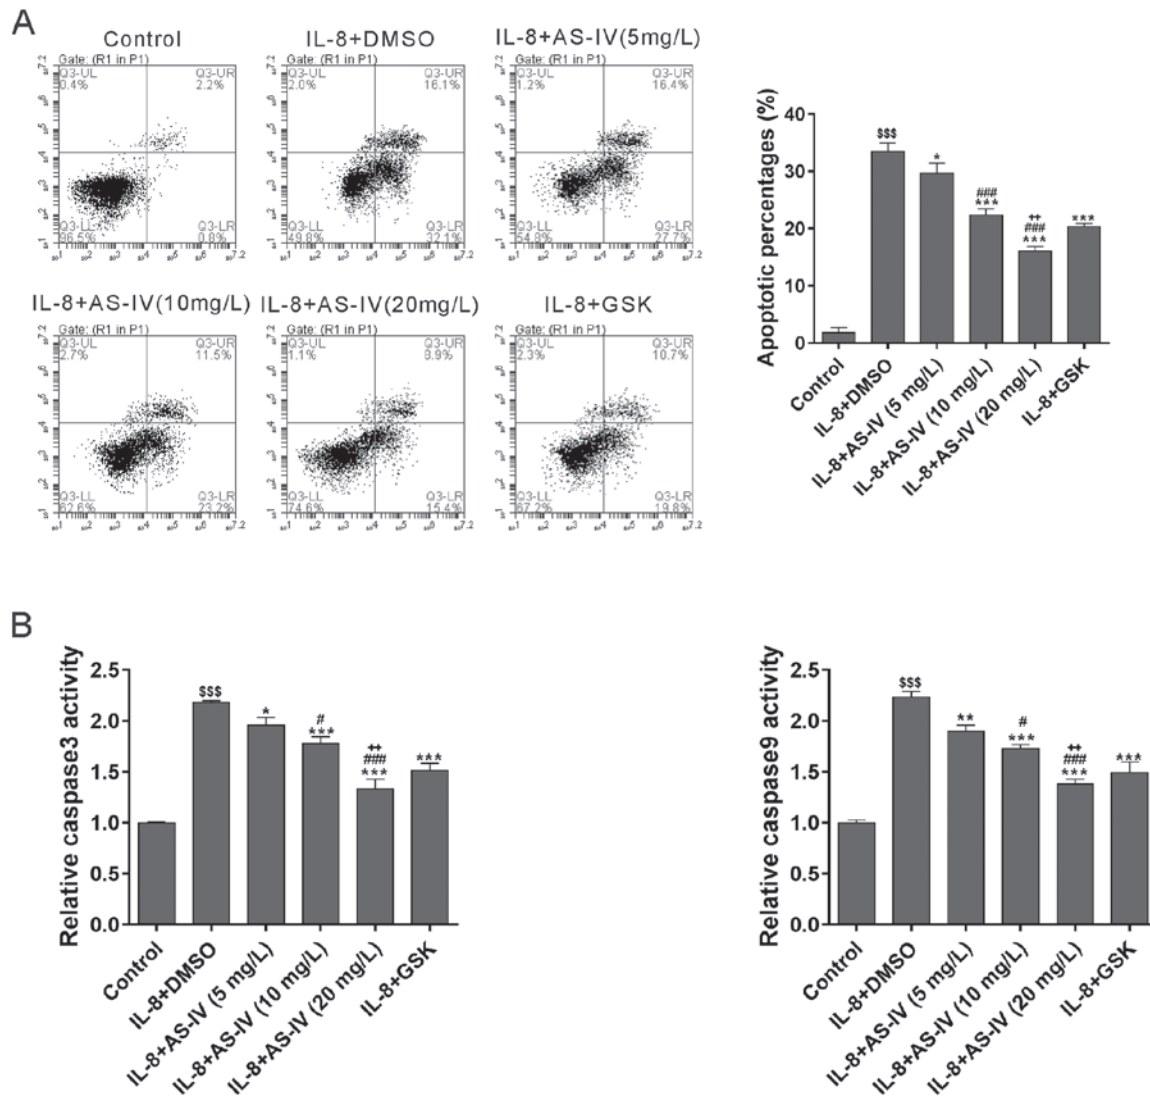 A
Control
IL-8+DMSO
IL-8+AS-IV(5mg/L)
Gate: (R1 in P1)
Q3-UL
0.4%
Q3-UR
2.2%
Q3-LL
96.5%
Q3-LR
0.8%
Gate: (R1 in P1)
Q3-UL
2.0%
Q3-UR
16.1%
Q3-LL
49.8%
Q3-LR
32.1%
Gate: (R1 in P1)
Q3-UL
1.2%
Q3-UR
16.4%
Q3-LL
54.8%
Q3-LR
27.7%
IL-8+AS-IV(10mg/L)
IL-8+AS-IV(20mg/L)
IL-8+GSK
Gate: (R1 in P1)
Q3-UL
2.7%
Q3-UR
11.5%
Q3-LL
62.6%
Q3-LR
23.2%
Gate: (R1 in P1)
Q3-UL
1.1%
Q3-UR
8.9%
Q3-LL
74.6%
Q3-LR
15.4%
Gate: (R1 in P1)
Q3-UL
2.3%
Q3-UR
10.7%
Q3-LL
67.2%
Q3-LR
19.8%
Apoptotic percentages (%)
40
30
20
10
0
$$$
*
###
***
++
###
***
***
Control
IL-8+DMSO
IL-8+AS-IV (5 mg/L)
IL-8+AS-IV (10 mg/L)
IL-8+AS-IV (20 mg/L)
IL-8+GSK
B
Relative caspase3 activity
2.5
2.0
1.5
1.0
0.5
0.0
$$$
*
#
***
++
###
***
***
Control
IL-8+DMSO
IL-8+AS-IV (5 mg/L)
IL-8+AS-IV (10 mg/L)
IL-8+AS-IV (20 mg/L)
IL-8+GSK
Relative caspase9 activity
2.5
2.0
1.5
1.0
0.5
0.0
$$$
**
#
***
++
###
***
***
Control
IL-8+DMSO
IL-8+AS-IV (5 mg/L)
IL-8+AS-IV (10 mg/L)
IL-8+AS-IV (20 mg/L)
IL-8+GSK